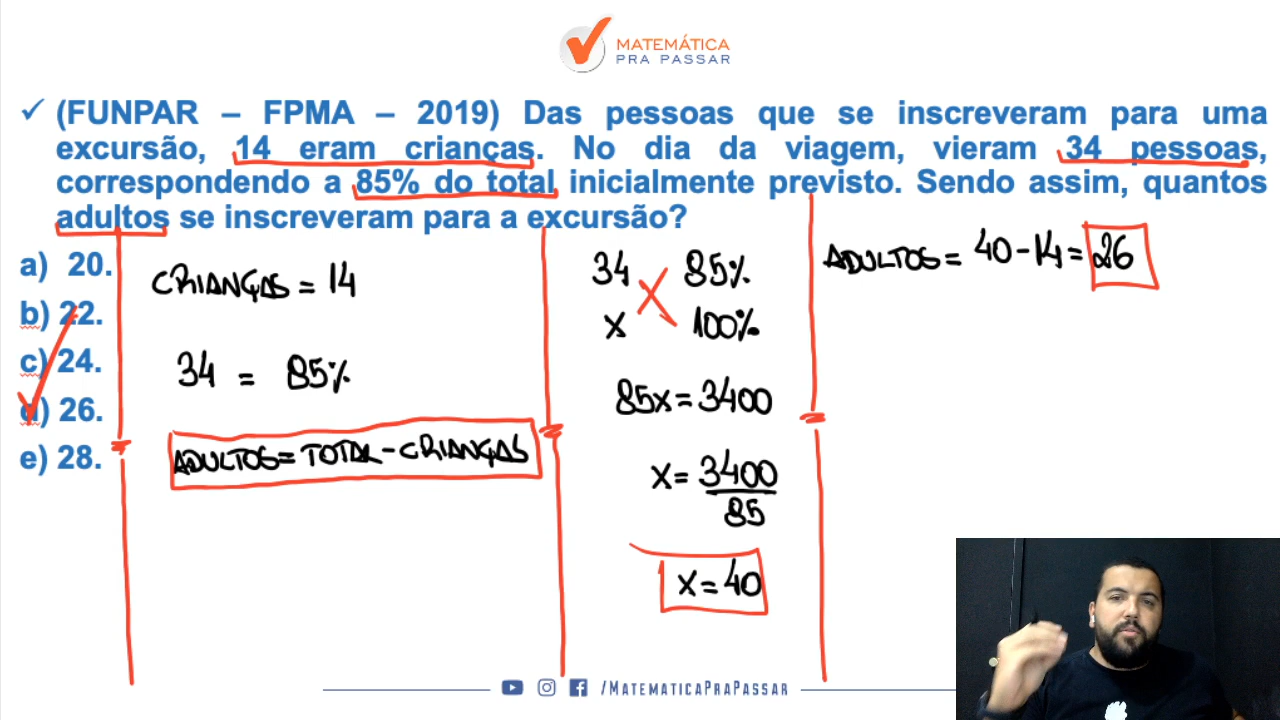 MATEMÁTICA
PRA PASSAR
✓ (FUNPAR – FPMA – 2019) Das pessoas que se inscreveram para uma
excursão, 14 eram crianças. No dia da viagem, vieram 34 pessoas,
correspondendo a 85% do total inicialmente previsto. Sendo assim, quantos
adultos se inscreveram para a excursão?
a) 20.
b) 22.
c) 24.
d) 26.
e) 28.
CRIANÇAS = 14
34 = 85%
ADULTOS = TOTAL - CRIANÇAS
34 85%
x 100%
85x = 3400
x = 3400
85
x = 40
ADULTOS = 40 - 14 = 26
/MATEMATICAPRAPASSAR